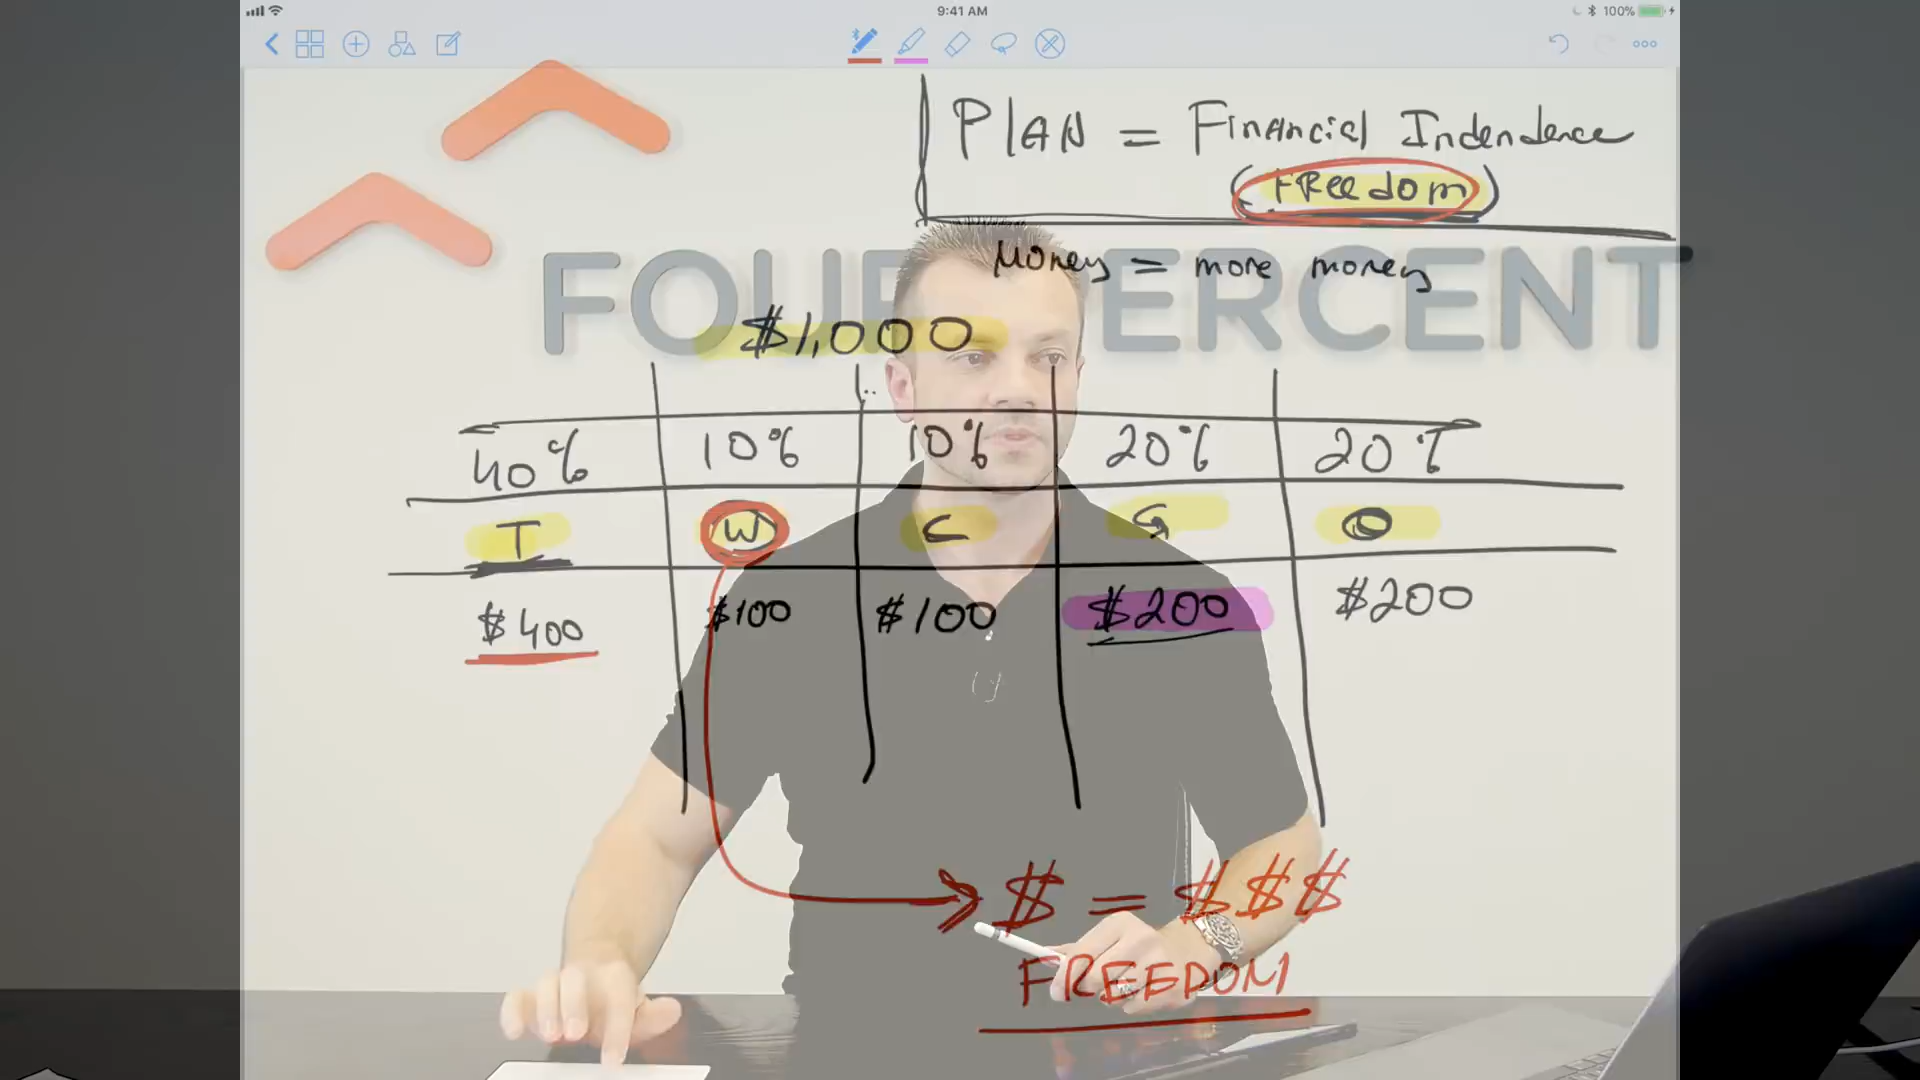 9:41 AM
100%
PLAN = Financial Indendence
(FReedom)
FOUR PERCENT
Money = more money
$1,000
40% 10% 10% 20% 20%
T W C G O
$400 $100 $100 $200 $200
$ = $$$
FREEDOM